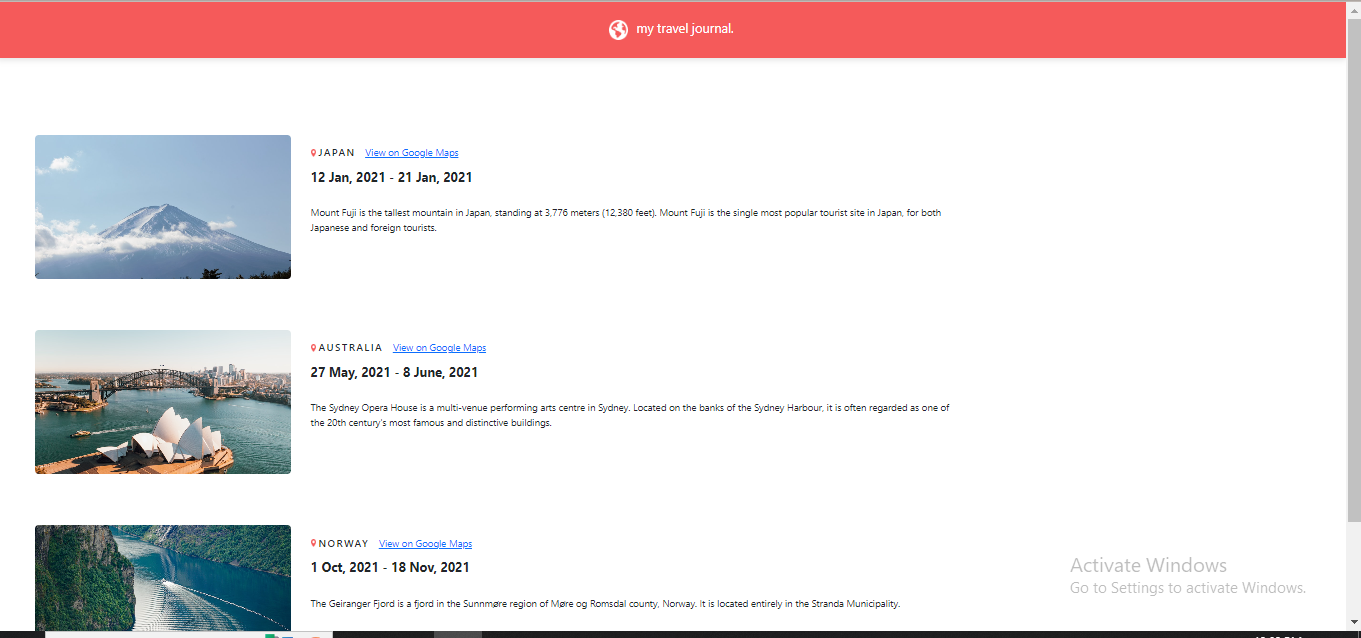 my travel journal.
JAPAN View on Google Maps
12 Jan, 2021 - 21 Jan, 2021
Mount Fuji is the tallest mountain in Japan, standing at 3,776 meters (12,380 feet). Mount Fuji is the single most popular tourist site in Japan, for both
Japanese and foreign tourists.
AUSTRALIA View on Google Maps
27 May, 2021 - 8 June, 2021
The Sydney Opera House is a multi-venue performing arts centre in Sydney. Located on the banks of the Sydney Harbour, it is often regarded as one of
the 20th century's most famous and distinctive buildings.
NORWAY View on Google Maps
1 Oct, 2021 - 18 Nov, 2021
The Geiranger Fjord is a fjord in the Sunnmøre region of Møre og Romsdal county, Norway. It is located entirely in the Stranda Municipality.
Activate Windows
Go to Settings to activate Windows.